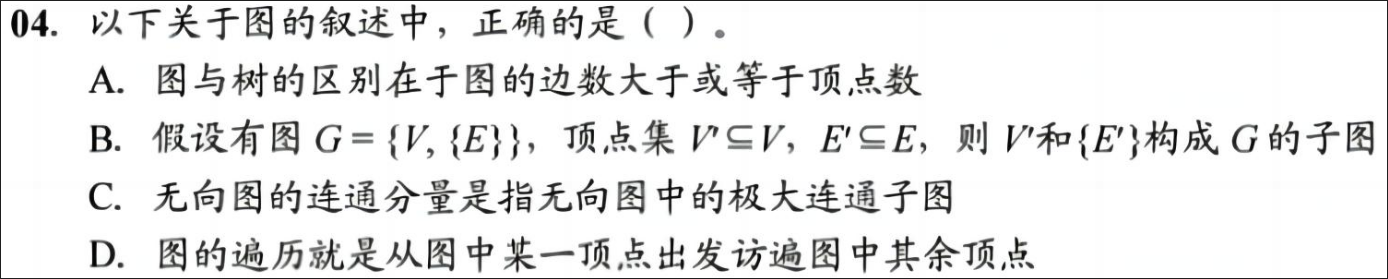 04. 以下关于图的叙述中，正确的是（ ）。
A. 图与树的区别在于图的边数大于或等于顶点数
B. 假设有图 G = {V, {E}}，顶点集 V'⊆V，E'⊆E，则 V'和{E'}构成 G 的子图
C. 无向图的连通分量是指无向图中的极大连通子图
D. 图的遍历就是从图中某一顶点出发访遍图中其余顶点